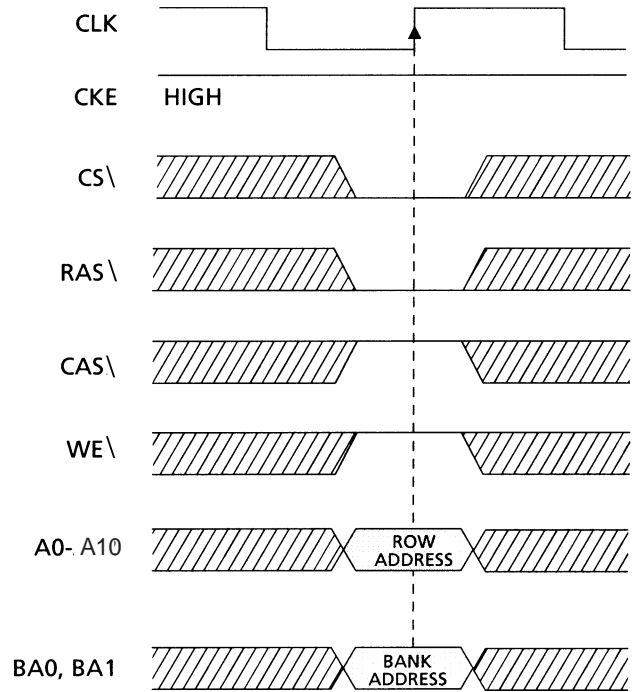 CLK
CKE HIGH
CS\
RAS\
CAS\
WE\
A0- A10
ROW
ADDRESS
BA0, BA1
BANK
ADDRESS